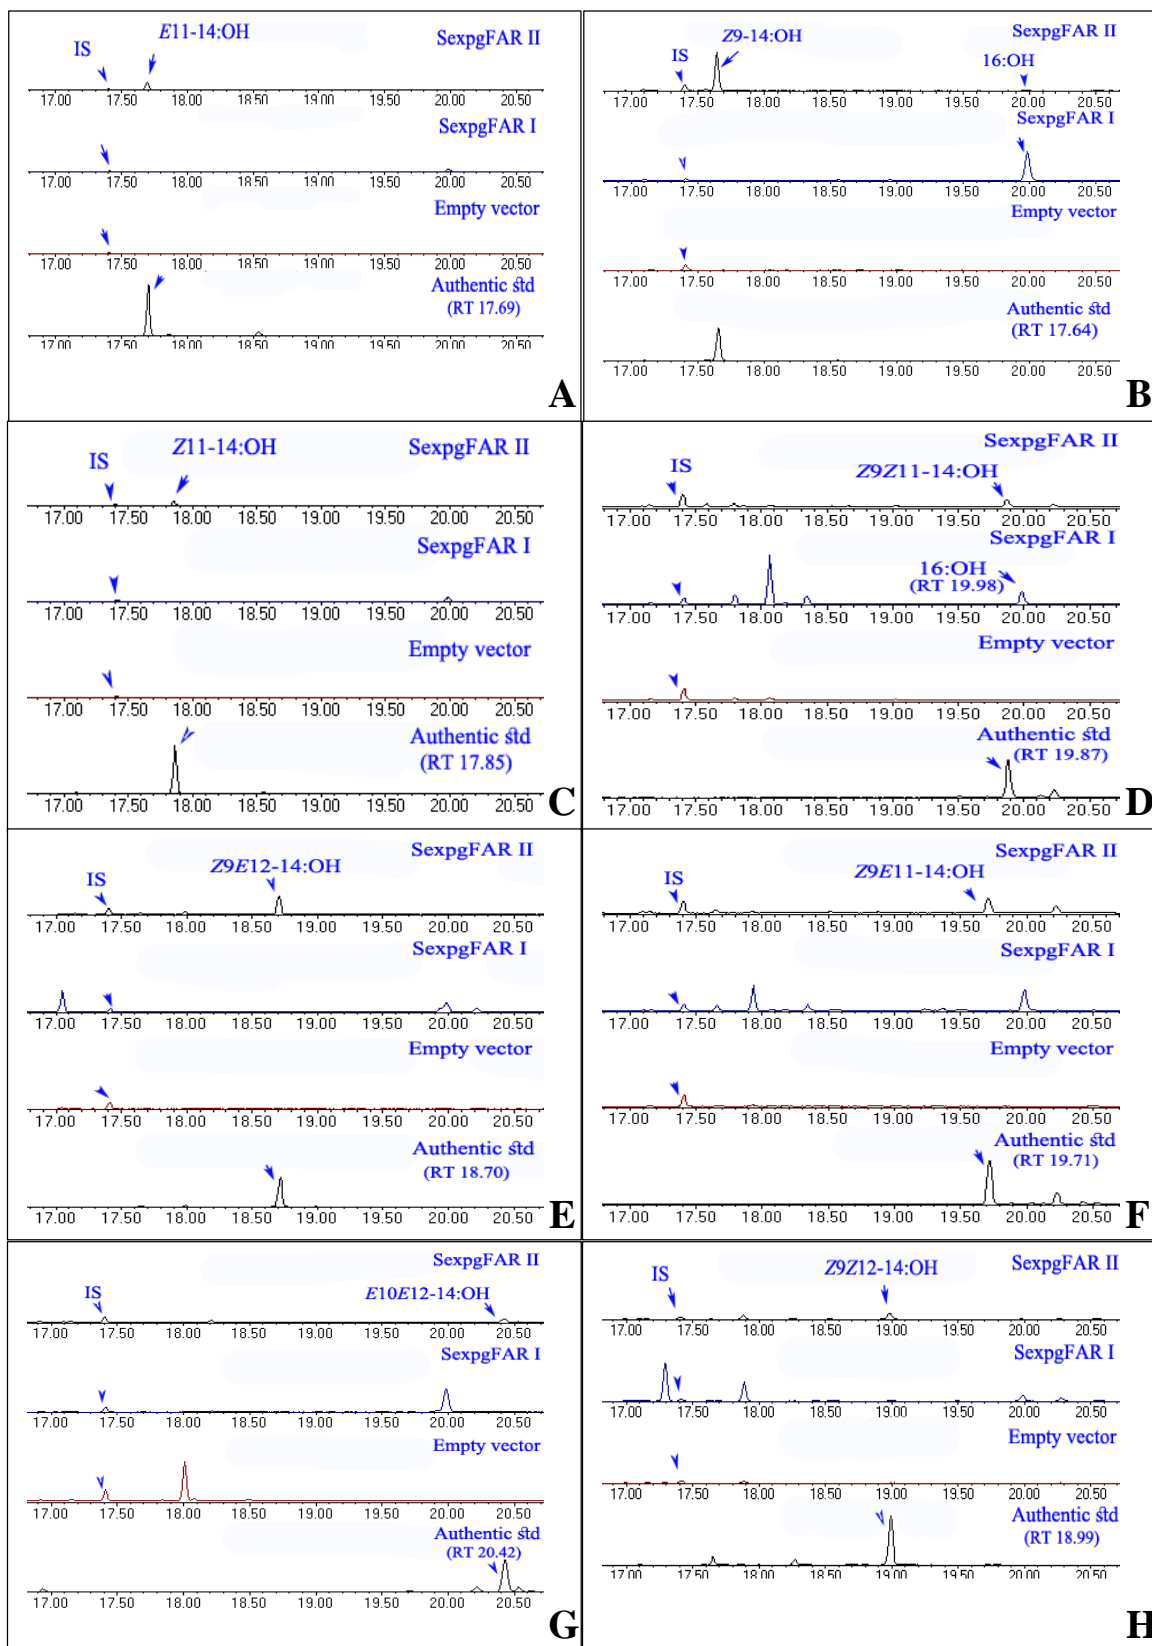 E11-14:OH
SexpgFAR II
IS
17.00 17.50 18.00 18.50 19.00 19.50 20.00 20.50
SexpgFAR I
17.00 17.50 18.00 18.50 19.00 19.50 20.00 20.50
Empty vector
17.00 17.50 18.00 18.50 19.00 19.50 20.00 20.50
Authentic std
(RT 17.69)
17.00 17.50 18.00 18.50 19.00 19.50 20.00 20.50
A
SexpgFAR II
Z9-14:OH
IS
16:OH
17.00 17.50 18.00 18.50 19.00 19.50 20.00 20.50
SexpgFAR I
17.00 17.50 18.00 18.50 19.00 19.50 20.00 20.50
Empty vector
17.00 17.50 18.00 18.50 19.00 19.50 20.00 20.50
Authentic std
(RT 17.64)
17.00 17.50 18.00 18.50 19.00 19.50 20.00 20.50
B
Z11-14:OH
SexpgFAR II
IS
17.00 17.50 18.00 18.50 19.00 19.50 20.00 20.50
SexpgFAR I
17.00 17.50 18.00 18.50 19.00 19.50 20.00 20.50
Empty vector
17.00 17.50 18.00 18.50 19.00 19.50 20.00 20.50
Authentic std
(RT 17.85)
17.00 17.50 18.00 18.50 19.00 19.50 20.00 20.50
C
SexpgFAR II
IS
Z9Z11-14:OH
17.00 17.50 18.00 18.50 19.00 19.50 20.00 20.50
SexpgFAR I
16:OH
(RT 19.98)
17.00 17.50 18.00 18.50 19.00 19.50 20.00 20.50
Empty vector
17.00 17.50 18.00 18.50 19.00 19.50 20.00 20.50
Authentic std
(RT 19.87)
17.00 17.50 18.00 18.50 19.00 19.50 20.00 20.50
D
SexpgFAR II
Z9E12-14:OH
IS
17.00 17.50 18.00 18.50 19.00 19.50 20.00 20.50
SexpgFAR I
17.00 17.50 18.00 18.50 19.00 19.50 20.00 20.50
Empty vector
17.00 17.50 18.00 18.50 19.00 19.50 20.00 20.50
Authentic std
(RT 18.70)
17.00 17.50 18.00 18.50 19.00 19.50 20.00 20.50
E
SexpgFAR II
Z9E11-14:OH
IS
17.00 17.50 18.00 18.50 19.00 19.50 20.00 20.50
SexpgFAR I
17.00 17.50 18.00 18.50 19.00 19.50 20.00 20.50
Empty vector
17.00 17.50 18.00 18.50 19.00 19.50 20.00 20.50
Authentic std
(RT 19.71)
17.00 17.50 18.00 18.50 19.00 19.50 20.00 20.50
F
SexpgFAR II
IS
E10E12-14:OH
17.00 17.50 18.00 18.50 19.00 19.50 20.00 20.50
SexpgFAR I
17.00 17.50 18.00 18.50 19.00 19.50 20.00 20.50
Empty vector
17.00 17.50 18.00 18.50 19.00 19.50 20.00 20.50
Authentic std
(RT 20.42)
17.00 17.50 18.00 18.50 19.00 19.50 20.00 20.50
G
SexpgFAR II
Z9Z12-14:OH
IS
17.00 17.50 18.00 18.50 19.00 19.50 20.00 20.50
SexpgFAR I
17.00 17.50 18.00 18.50 19.00 19.50 20.00 20.50
Empty vector
17.00 17.50 18.00 18.50 19.00 19.50 20.00 20.50
Authentic std
(RT 18.99)
17.00 17.50 18.00 18.50 19.00 19.50 20.00 20.50
H